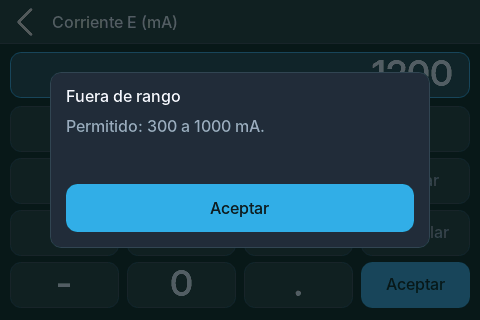 Corriente E (mA)
1200
Fuera de rango
Permitido: 300 a 1000 mA.
Aceptar
- 0 . Aceptar